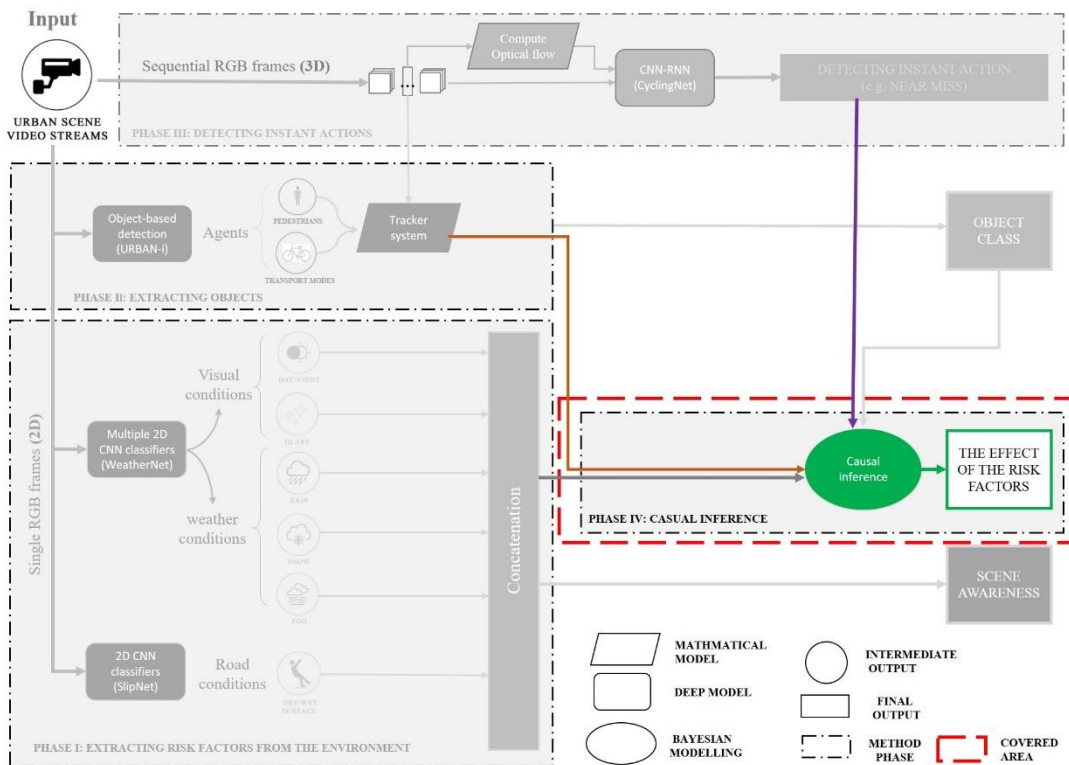 Input
URBAN SCENE
VIDEO STREAMS
Sequential RGB frames (3D)
Compute
Optical flow
CNN-RNN
(CyclingNet)
DETECTING INSTANT ACTION
(e.g. NEAR MISS)
PHASE III: DETECTING INSTANT ACTIONS
Object-based
detection
(URBAN-i)
Agents
PEDESTRIANS
TRANSPORT MODES
Tracker
system
PHASE Ii: EXTRACTING OBJECTS
OBJECT
CLASS
Single RGB frames (2D)
Multiple 2D
CNN classifiers
(WeatherNet)
Visual
conditions
DAY/NIGHT
GLARE
weather
conditions
RAIN
SNOW
FOG
2D CNN
classifiers
(SlipNet)
Road
conditions
DRY/WET
SURFACE
Concatenation
PHASE I: EXTRACTING RISK FACTORS FROM THE ENVIRONMENT
Causal
inference
THE EFFECT
OF THE RISK
FACTORS
PHASE IV: CASUAL INFERENCE
SCENE
AWARENESS
MATHMATICAL
MODEL
DEEP MODEL
BAYESIAN
MODELLING
INTERMEDIATE
OUTPUT
FINAL
OUTPUT
METHOD
PHASE
COVERED
AREA